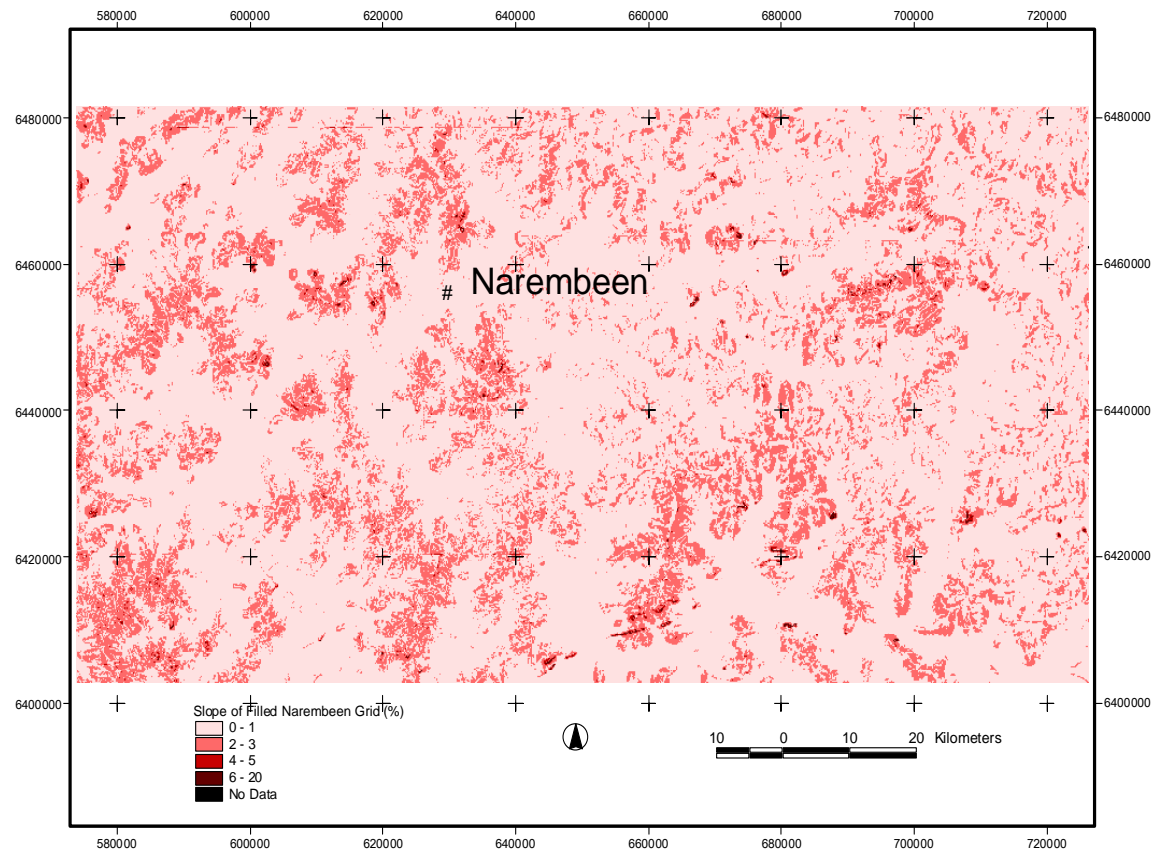 580000 600000 620000 640000 660000 680000 700000 720000
6480000 6480000
6460000 6460000
# Narembeen
6440000 6440000
6420000 6420000
6400000 6400000
Slope of Filled Narembeen Grid (%)
0 - 1
2 - 3
4 - 5
6 - 20
No Data
10 0 10 20 Kilometers
580000 600000 620000 640000 660000 680000 700000 720000